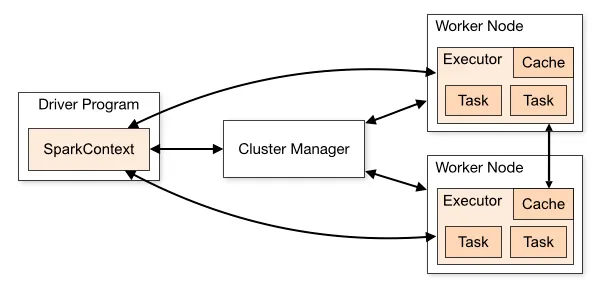 Driver Program
SparkContext
Cluster Manager
Worker Node
Executor
Cache
Task
Task
Worker Node
Executor
Cache
Task
Task